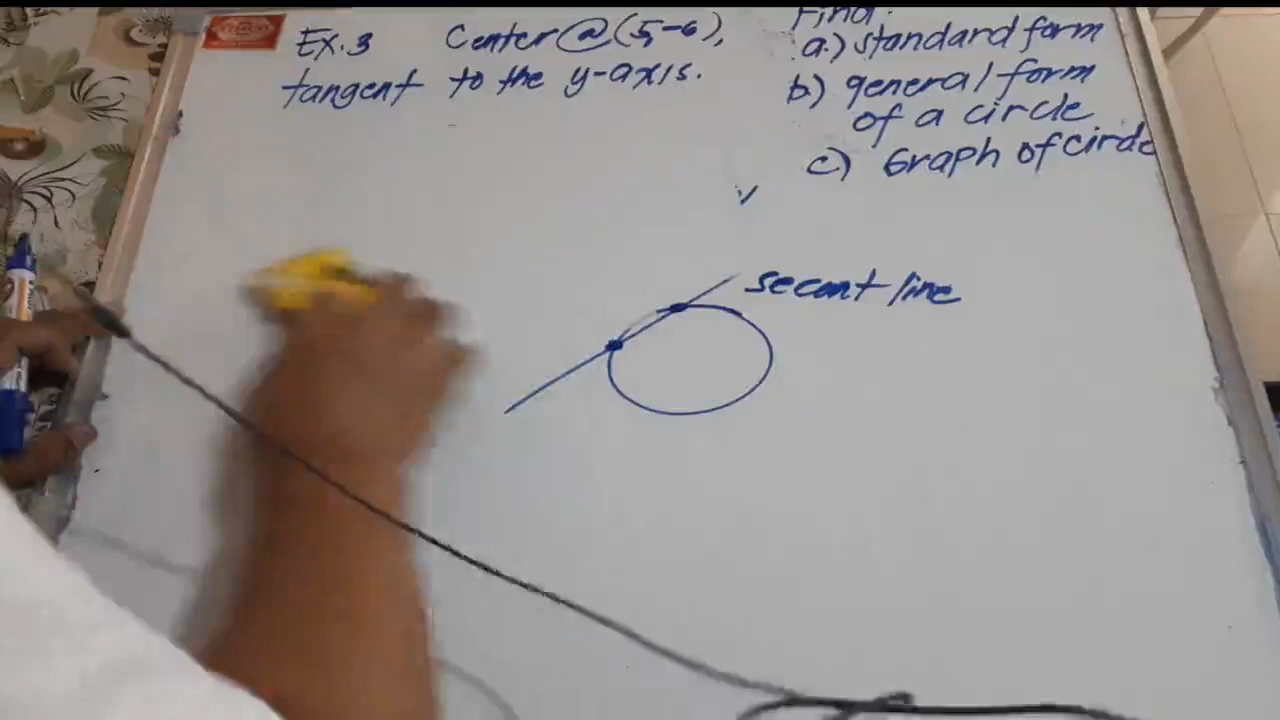 Ex.3 Center@(5,-6),
tangent to the y-axis.
Find:
a.) standard form
b.) general form
of a circle
c.) Graph of circle
secant line